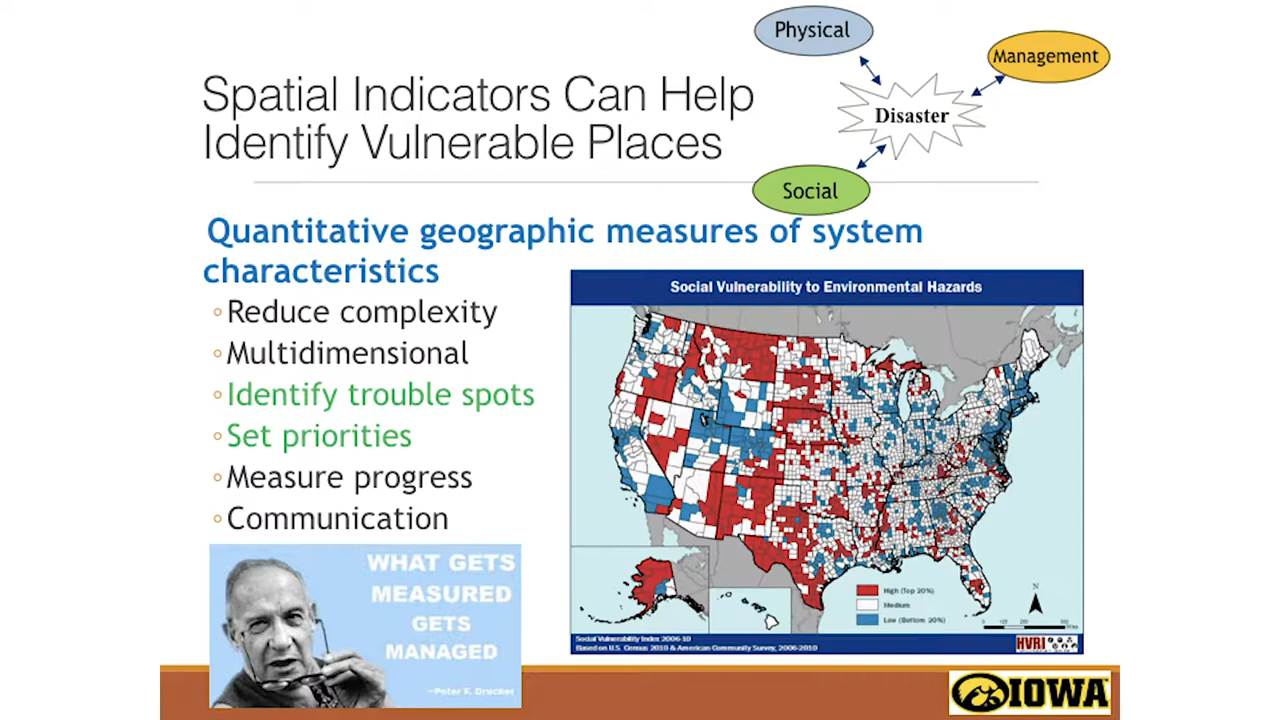 Physical
Management
Spatial Indicators Can Help
Identify Vulnerable Places
Disaster
Social
Quantitative geographic measures of system
characteristics
◦Reduce complexity
◦Multidimensional
◦Identify trouble spots
◦Set priorities
◦Measure progress
◦Communication
Social Vulnerability to Environmental Hazards
N
High (Top 20%)
Medium
Low (Bottom 20%)
Social Vulnerability Index 2006-10
Based on U.S. Census 2010 & American Community Survey, 2006-2010
HVRI
WHAT GETS
MEASURED
GETS
MANAGED
—Peter F. Drucker
IOWA